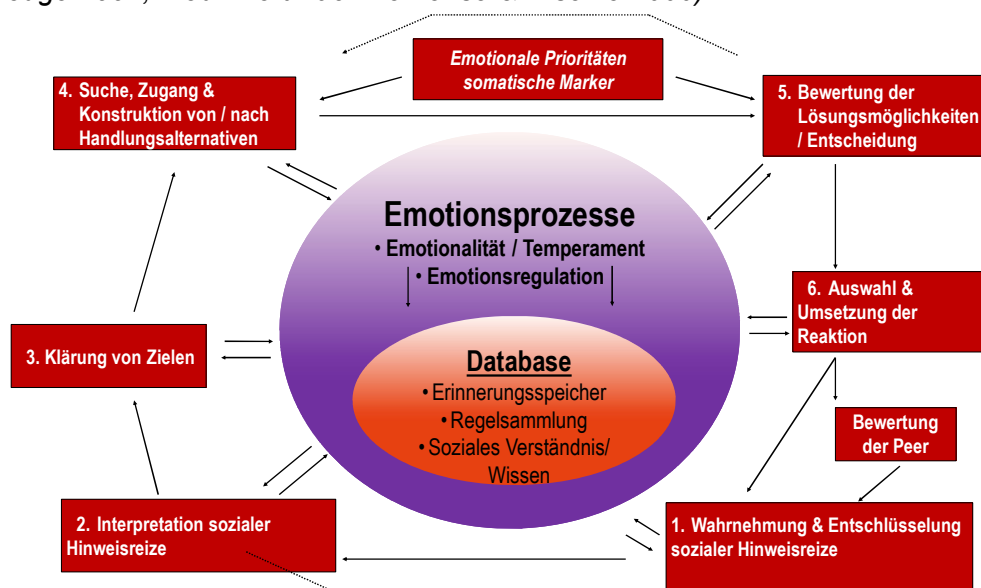 Emotionale Prioritäten
somatische Marker
4. Suche, Zugang &
Konstruktion von / nach
Handlungsalternativen
5. Bewertung der
Lösungsmöglichkeiten
/ Entscheidung
Emotionsprozesse
• Emotionalität / Temperament
• Emotionsregulation
6. Auswahl &
Umsetzung der
Reaktion
3. Klärung von Zielen
Database
• Erinnerungsspeicher
• Regelsammlung
• Soziales Verständnis/
Wissen
Bewertung
der Peer
2. Interpretation sozialer
Hinweisreize
1. Wahrnehmung & Entschlüsselung
sozialer Hinweisreize